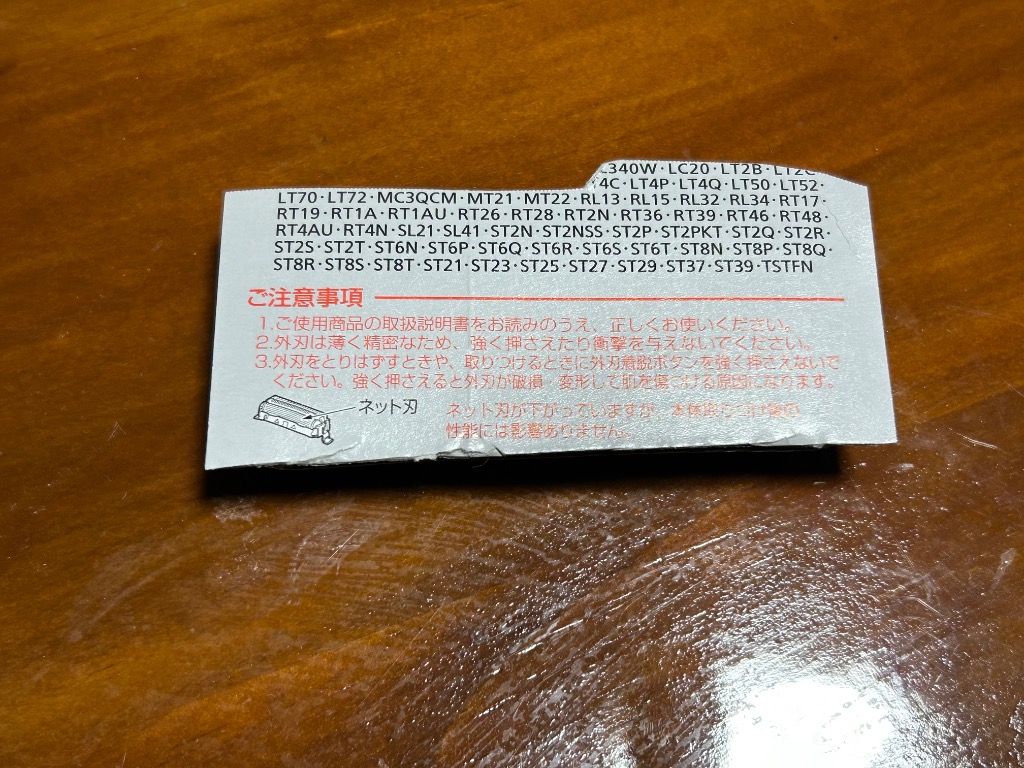 340W・LC20・LT2B・LT2C
4C・LT4P・LT4Q・LT50・LT52・
LT70・LT72・MC3QCM・MT21・MT22・RL13・RL15・RL32・RL34・RT17・
RT19・RT1A・RT1AU・RT26・RT28・RT2N・RT36・RT39・RT46・RT48・
RT4AU・RT4N・SL21・SL41・ST2N・ST2NSS・ST2P・ST2PKT・ST2Q・ST2R・
ST2S・ST2T・ST6N・ST6P・ST6Q・ST6R・ST6S・ST6T・ST8N・ST8P・ST8Q・
ST8R・ST8S・ST8T・ST21・ST23・ST25・ST27・ST29・ST37・ST39・TSTFN
ご注意事項
1.ご使用商品の取扱説明書をお読みのうえ、正しくお使いください。
2.外刃は薄く精密なため、強く押さえたり衝撃を与えないでください。
3.外刃をとりはずすときや、取りつけるときに外刃着脱ボタンを強く押さえないで
ください。強く押さえると外刃が破損・変形して肌を傷つける原因になります。
ネット刃
ネット刃が下がっていますが、本体取りつけ後の
性能には影響ありません。